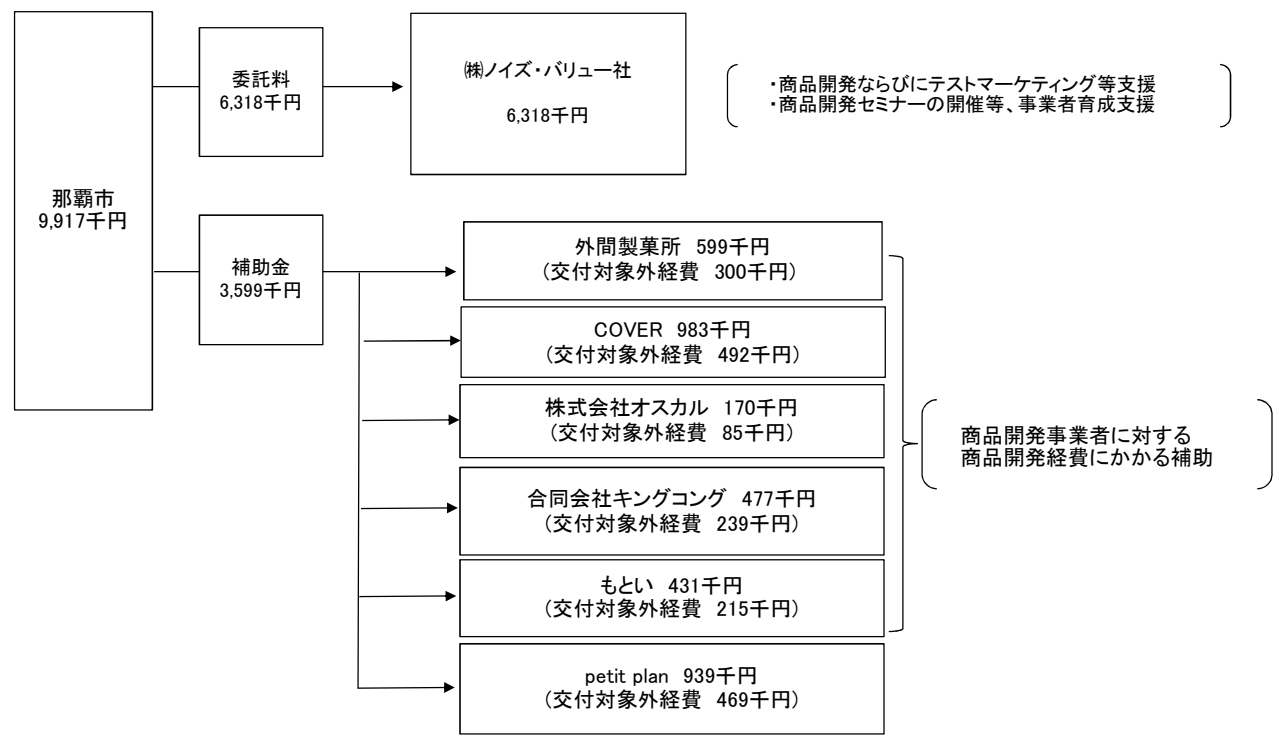 那覇市
9,917千円
委託料
6,318千円
㈱ノイズ・バリュー社
6,318千円
・商品開発ならびにテストマーケティング等支援
・商品開発セミナーの開催等、事業者育成支援
補助金
3,599千円
外間製菓所 599千円
(交付対象外経費 300千円)
COVER 983千円
(交付対象外経費 492千円)
株式会社オスカル 170千円
(交付対象外経費 85千円)
合同会社キングコング 477千円
(交付対象外経費 239千円)
もとい 431千円
(交付対象外経費 215千円)
petit plan 939千円
(交付対象外経費 469千円)
商品開発事業者に対する
商品開発経費にかかる補助